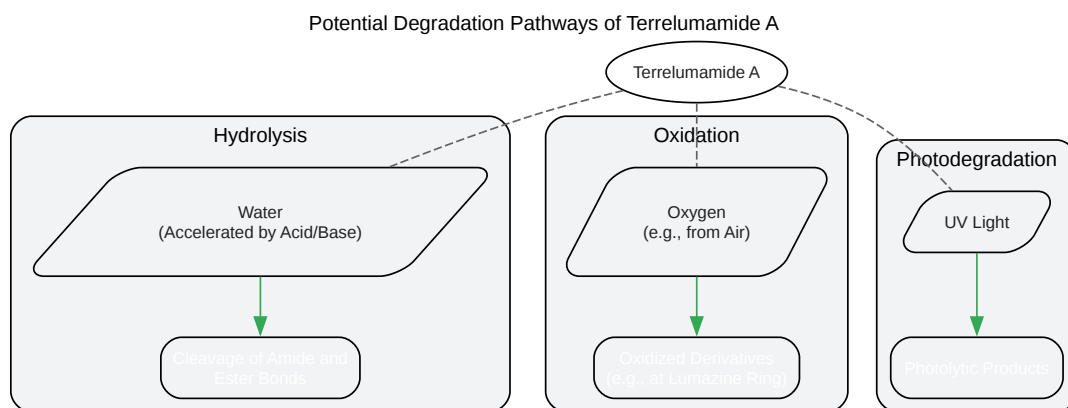 Potential Degradation Pathways of Terrelumamide A
Terrelumamide A
Hydrolysis
Water
(Accelerated by Acid/Base)
Cleavage of Amide and
Ester Bonds
Oxidation
Oxygen
(e.g., from Air)
Oxidized Derivatives
(e.g., at Lumazine Ring)
Photodegradation
UV Light
Photolytic Products